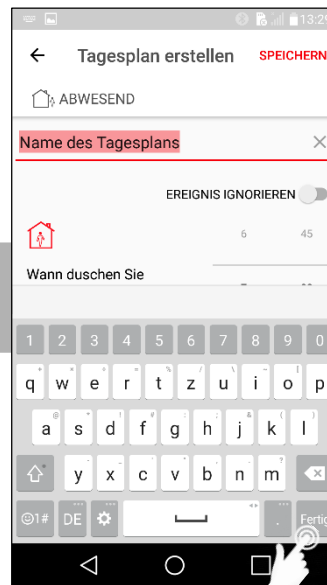 13:29
Tagesplan erstellen SPEICHERN
ABWESEND
Name des Tagesplans
EREIGNIS IGNORIEREN
6 45
Wann duschen Sie
1 2 3 4 5 6 7 8 9 0
q w e r t z u i o p
a s d f g h j k l
y x c v b n m
☺1# DE .
Fertig